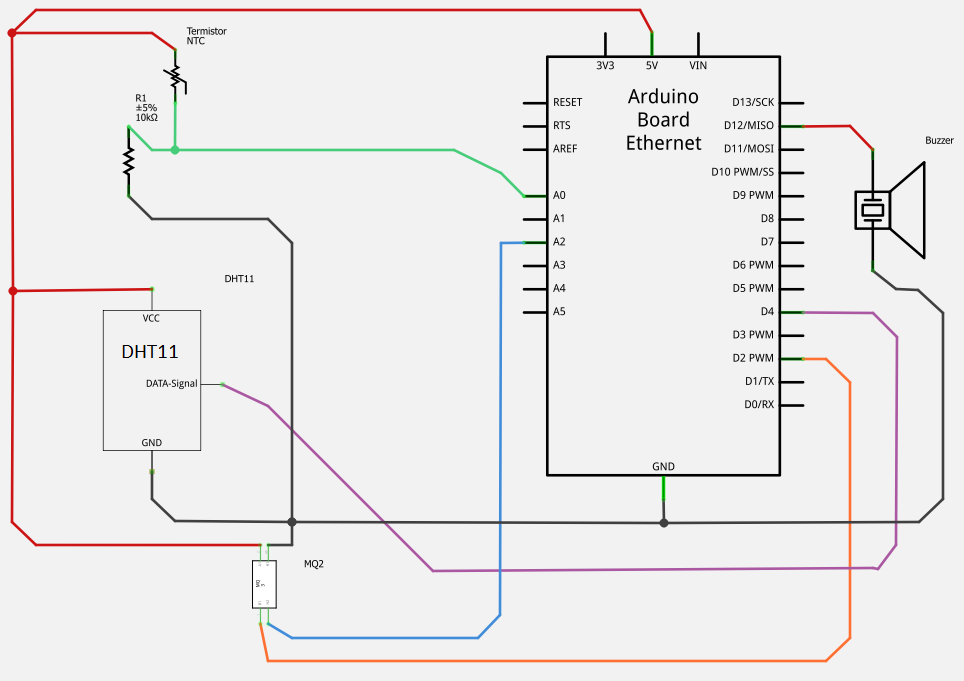 Termistor
NTC
R1
±5%
10kΩ
3V3
5V
VIN
Arduino
Board
Ethernet
RESET
RTS
AREF
A0
A1
A2
A3
A4
A5
D13/SCK
D12/MISO
D11/MOSI
D10 PWM/SS
D9 PWM
D8
D7
D6 PWM
D5 PWM
D4
D3 PWM
D2 PWM
D1/TX
D0/RX
GND
Buzzer
DHT11
VCC
DHT11
DATA-Signal
GND
MQ2